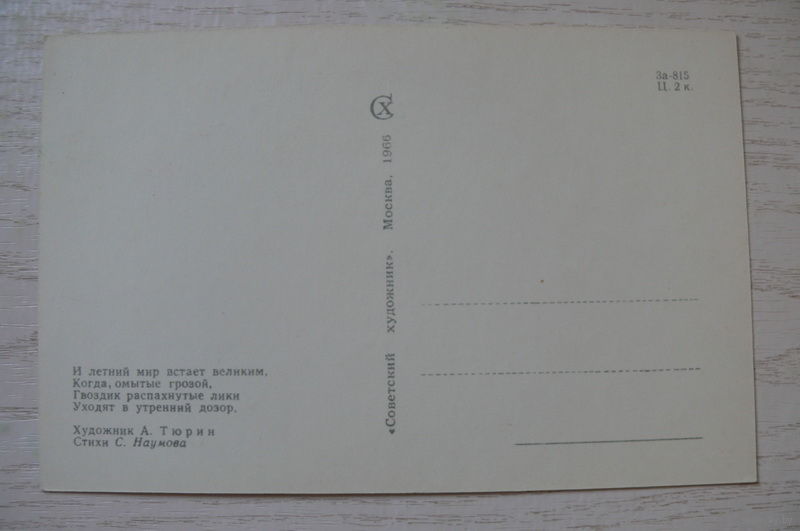 И летний мир встает великим,
Когда, омытые грозой,
Гвоздик распахнутые лики
Уходят в утренний дозор.
Художник А. Тюрин
Стихи С. Наумова
«Советский художник». Москва, 1966
СХ
За-815
Ц. 2 к.